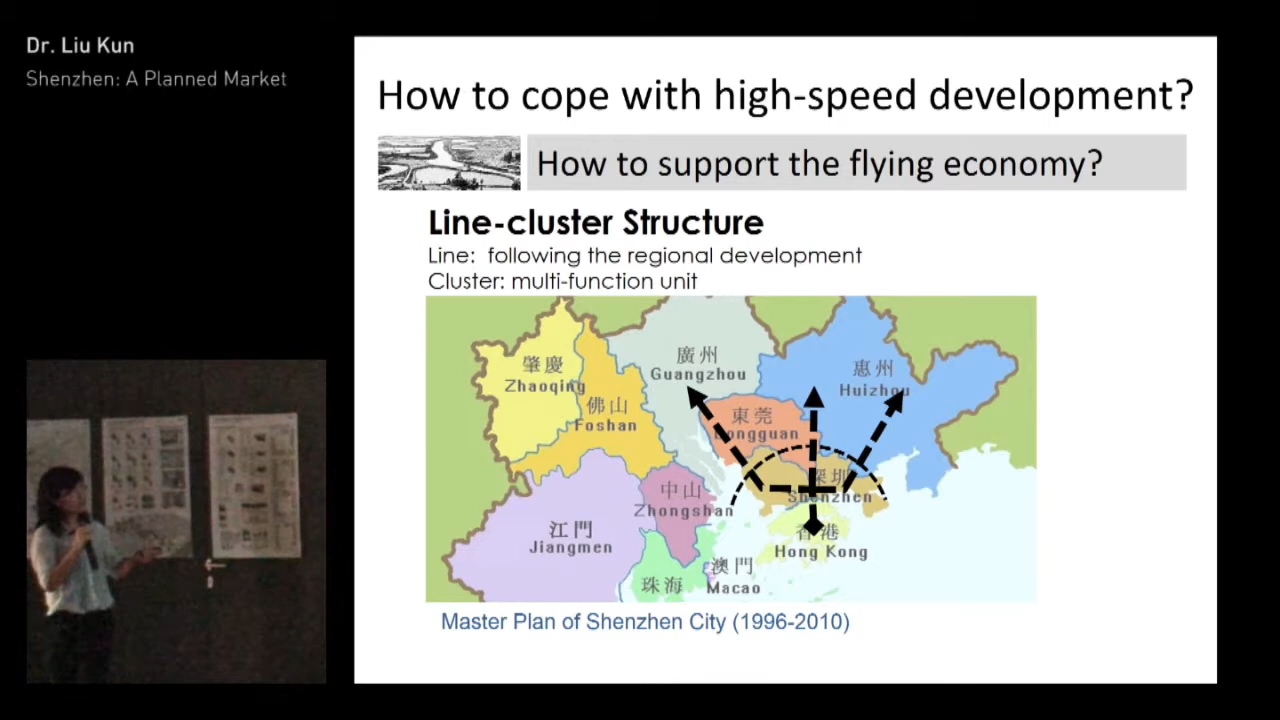 Dr. Liu Kun
Shenzhen: A Planned Market
How to cope with high-speed development?
How to support the flying economy?
Line-cluster Structure
Line: following the regional development
Cluster: multi-function unit
肇慶
Zhaoqing
佛山
Foshan
廣州
Guangzhou
惠州
Huizhou
東莞
Dongguan
深圳
Shenzhen
中山
Zhongshan
江門
Jiangmen
香港
Hong Kong
珠海
澳門
Macao
Master Plan of Shenzhen City (1996-2010)